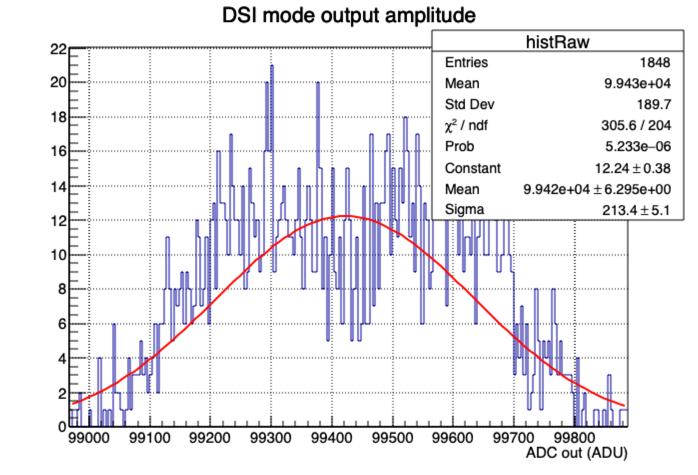 DSI mode output amplitude
histRaw
Entries 1848
Mean 9.943e+04
Std Dev 189.7
χ² / ndf 305.6 / 204
Prob 5.233e−06
Constant 12.24 ± 0.38
Mean 9.942e+04 ± 6.295e+00
Sigma 213.4 ± 5.1
22
20
18
16
14
12
10
8
6
4
2
0
99000 99100 99200 99300 99400 99500 99600 99700 99800
ADC out (ADU)